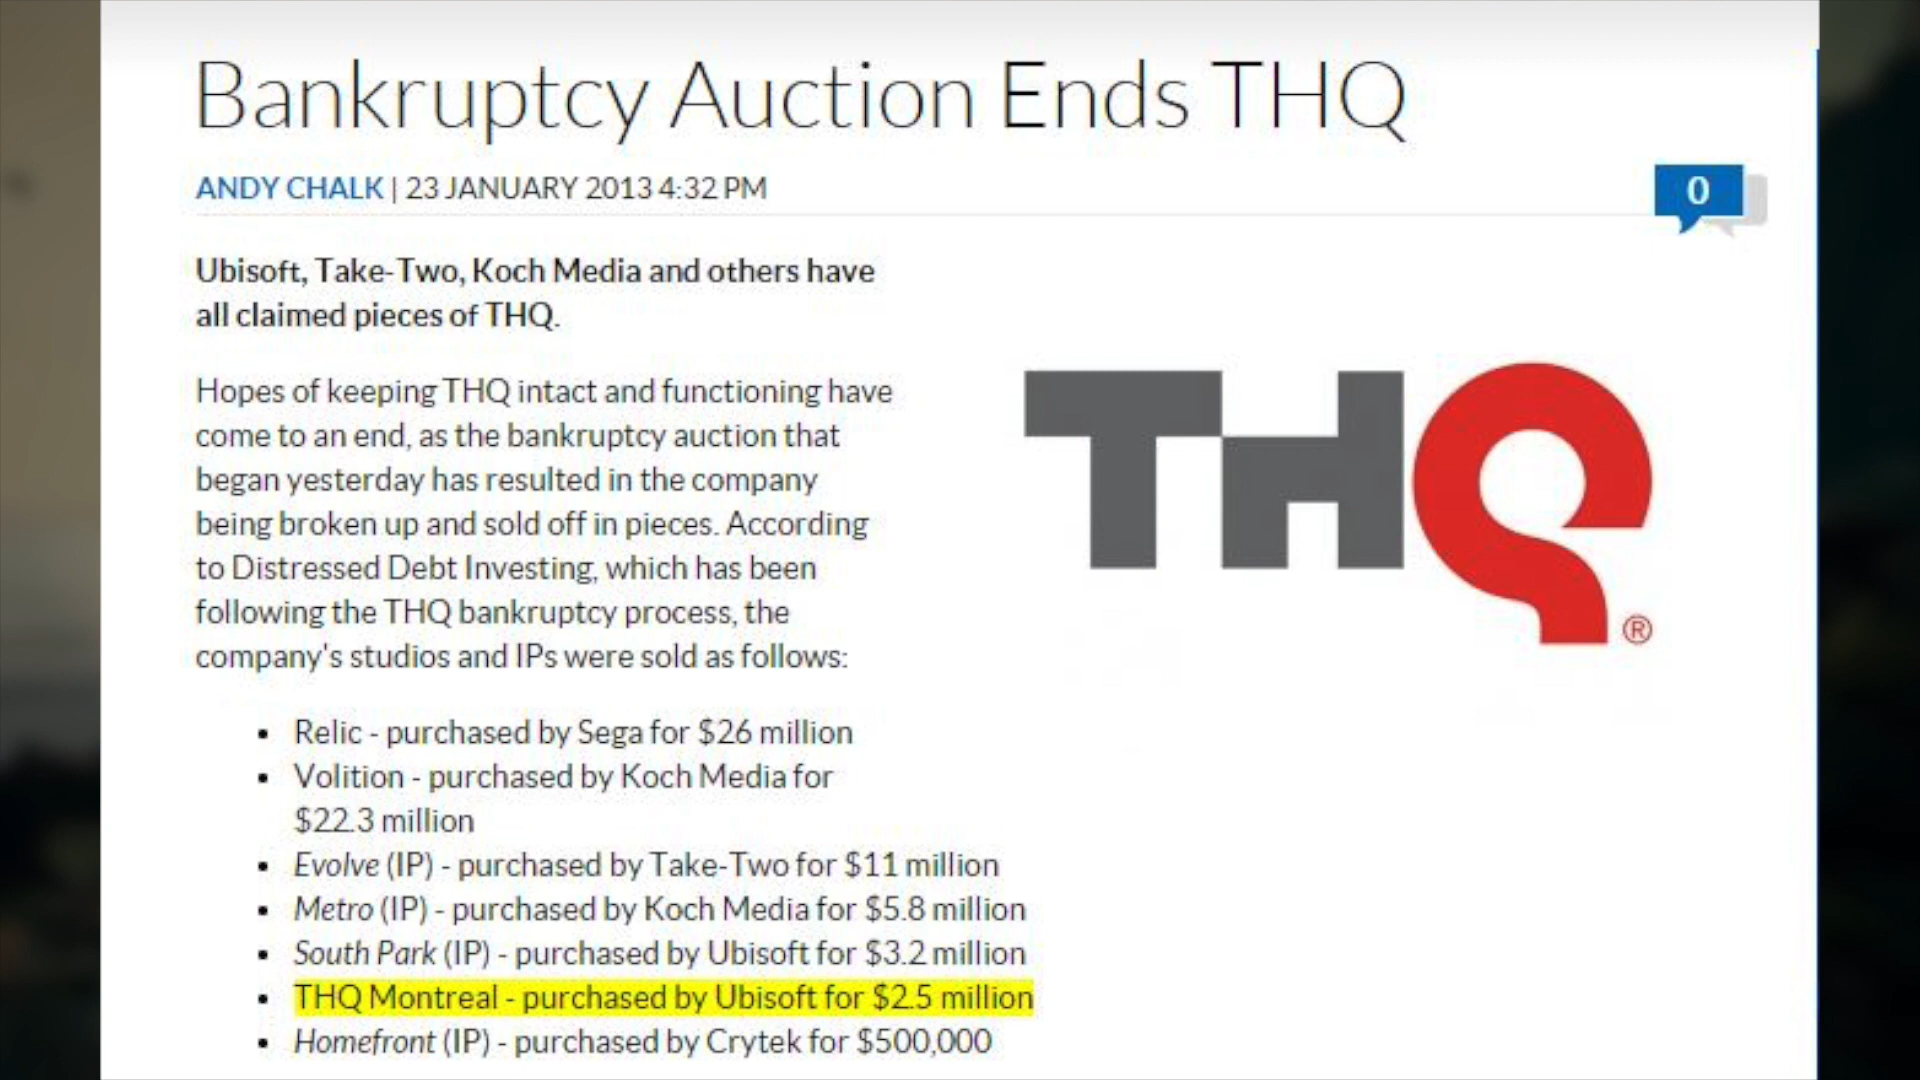 Bankruptcy Auction Ends THQ
ANDY CHALK | 23 JANUARY 2013 4:32 PM
0
Ubisoft, Take-Two, Koch Media and others have
all claimed pieces of THQ.
Hopes of keeping THQ intact and functioning have
come to an end, as the bankruptcy auction that
began yesterday has resulted in the company
being broken up and sold off in pieces. According
to Distressed Debt Investing, which has been
following the THQ bankruptcy process, the
company's studios and IPs were sold as follows:
THQ®
• Relic - purchased by Sega for $26 million
• Volition - purchased by Koch Media for
$22.3 million
• Evolve (IP) - purchased by Take-Two for $11 million
• Metro (IP) - purchased by Koch Media for $5.8 million
• South Park (IP) - purchased by Ubisoft for $3.2 million
• THQ Montreal - purchased by Ubisoft for $2.5 million
• Homefront (IP) - purchased by Crytek for $500,000